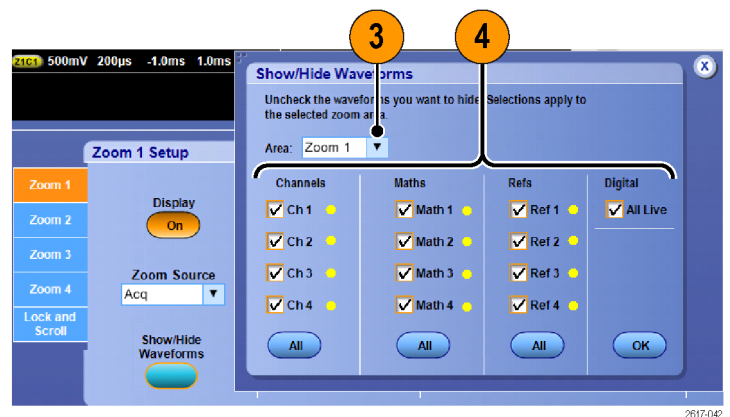 3
4
Z1C1 500mV 200µs -1.0ms 1.0ms
Show/Hide Waveforms
X
Uncheck the waveforms you want to hide. Selections apply to
the selected zoom area.
Area: Zoom 1
Zoom 1 Setup
Zoom 1
Zoom 2
Zoom 3
Zoom 4
Lock and
Scroll
Display
On
Zoom Source
Acq
Show/Hide
Waveforms
Channels Maths Refs Digital
Ch 1 Math 1 Ref 1 All Live
Ch 2 Math 2 Ref 2
Ch 3 Math 3 Ref 3
Ch 4 Math 4 Ref 4
All All All OK
2617-042